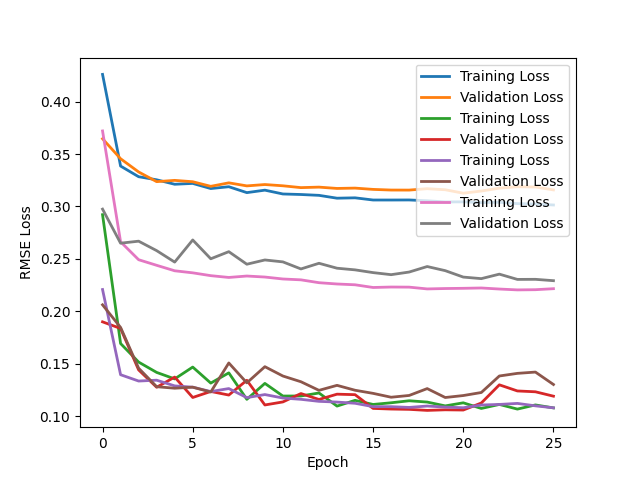 Training Loss
Validation Loss
Training Loss
Validation Loss
Training Loss
Validation Loss
Training Loss
Validation Loss
RMSE Loss
0.40
0.35
0.30
0.25
0.20
0.15
0.10
0 5 10 15 20 25
Epoch